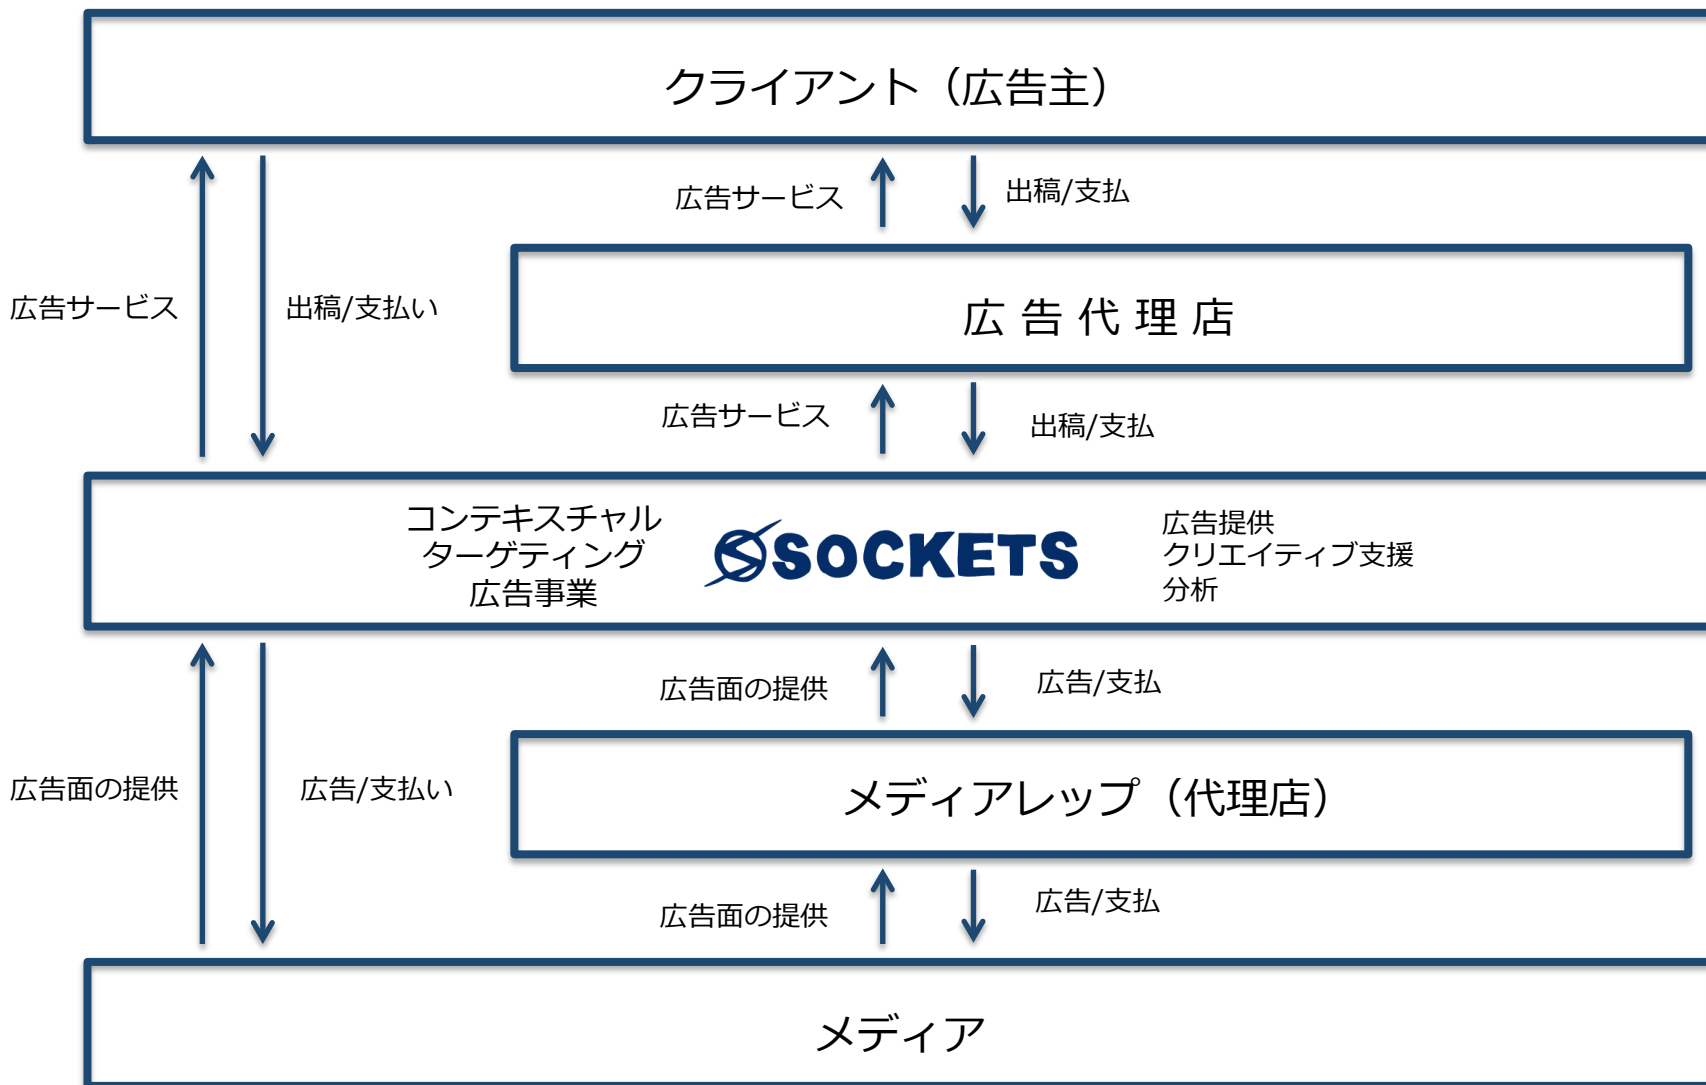 クライアント（広告主）
広告サービス
出稿/支払
広告サービス
出稿/支払い
広 告 代 理 店
広告サービス
出稿/支払
コンテキスチャル
ターゲティング
広告事業
SOCKETS
広告提供
クリエイティブ支援
分析
広告面の提供
広告/支払
広告面の提供
広告/支払い
メディアレップ（代理店）
広告面の提供
広告/支払
メディア